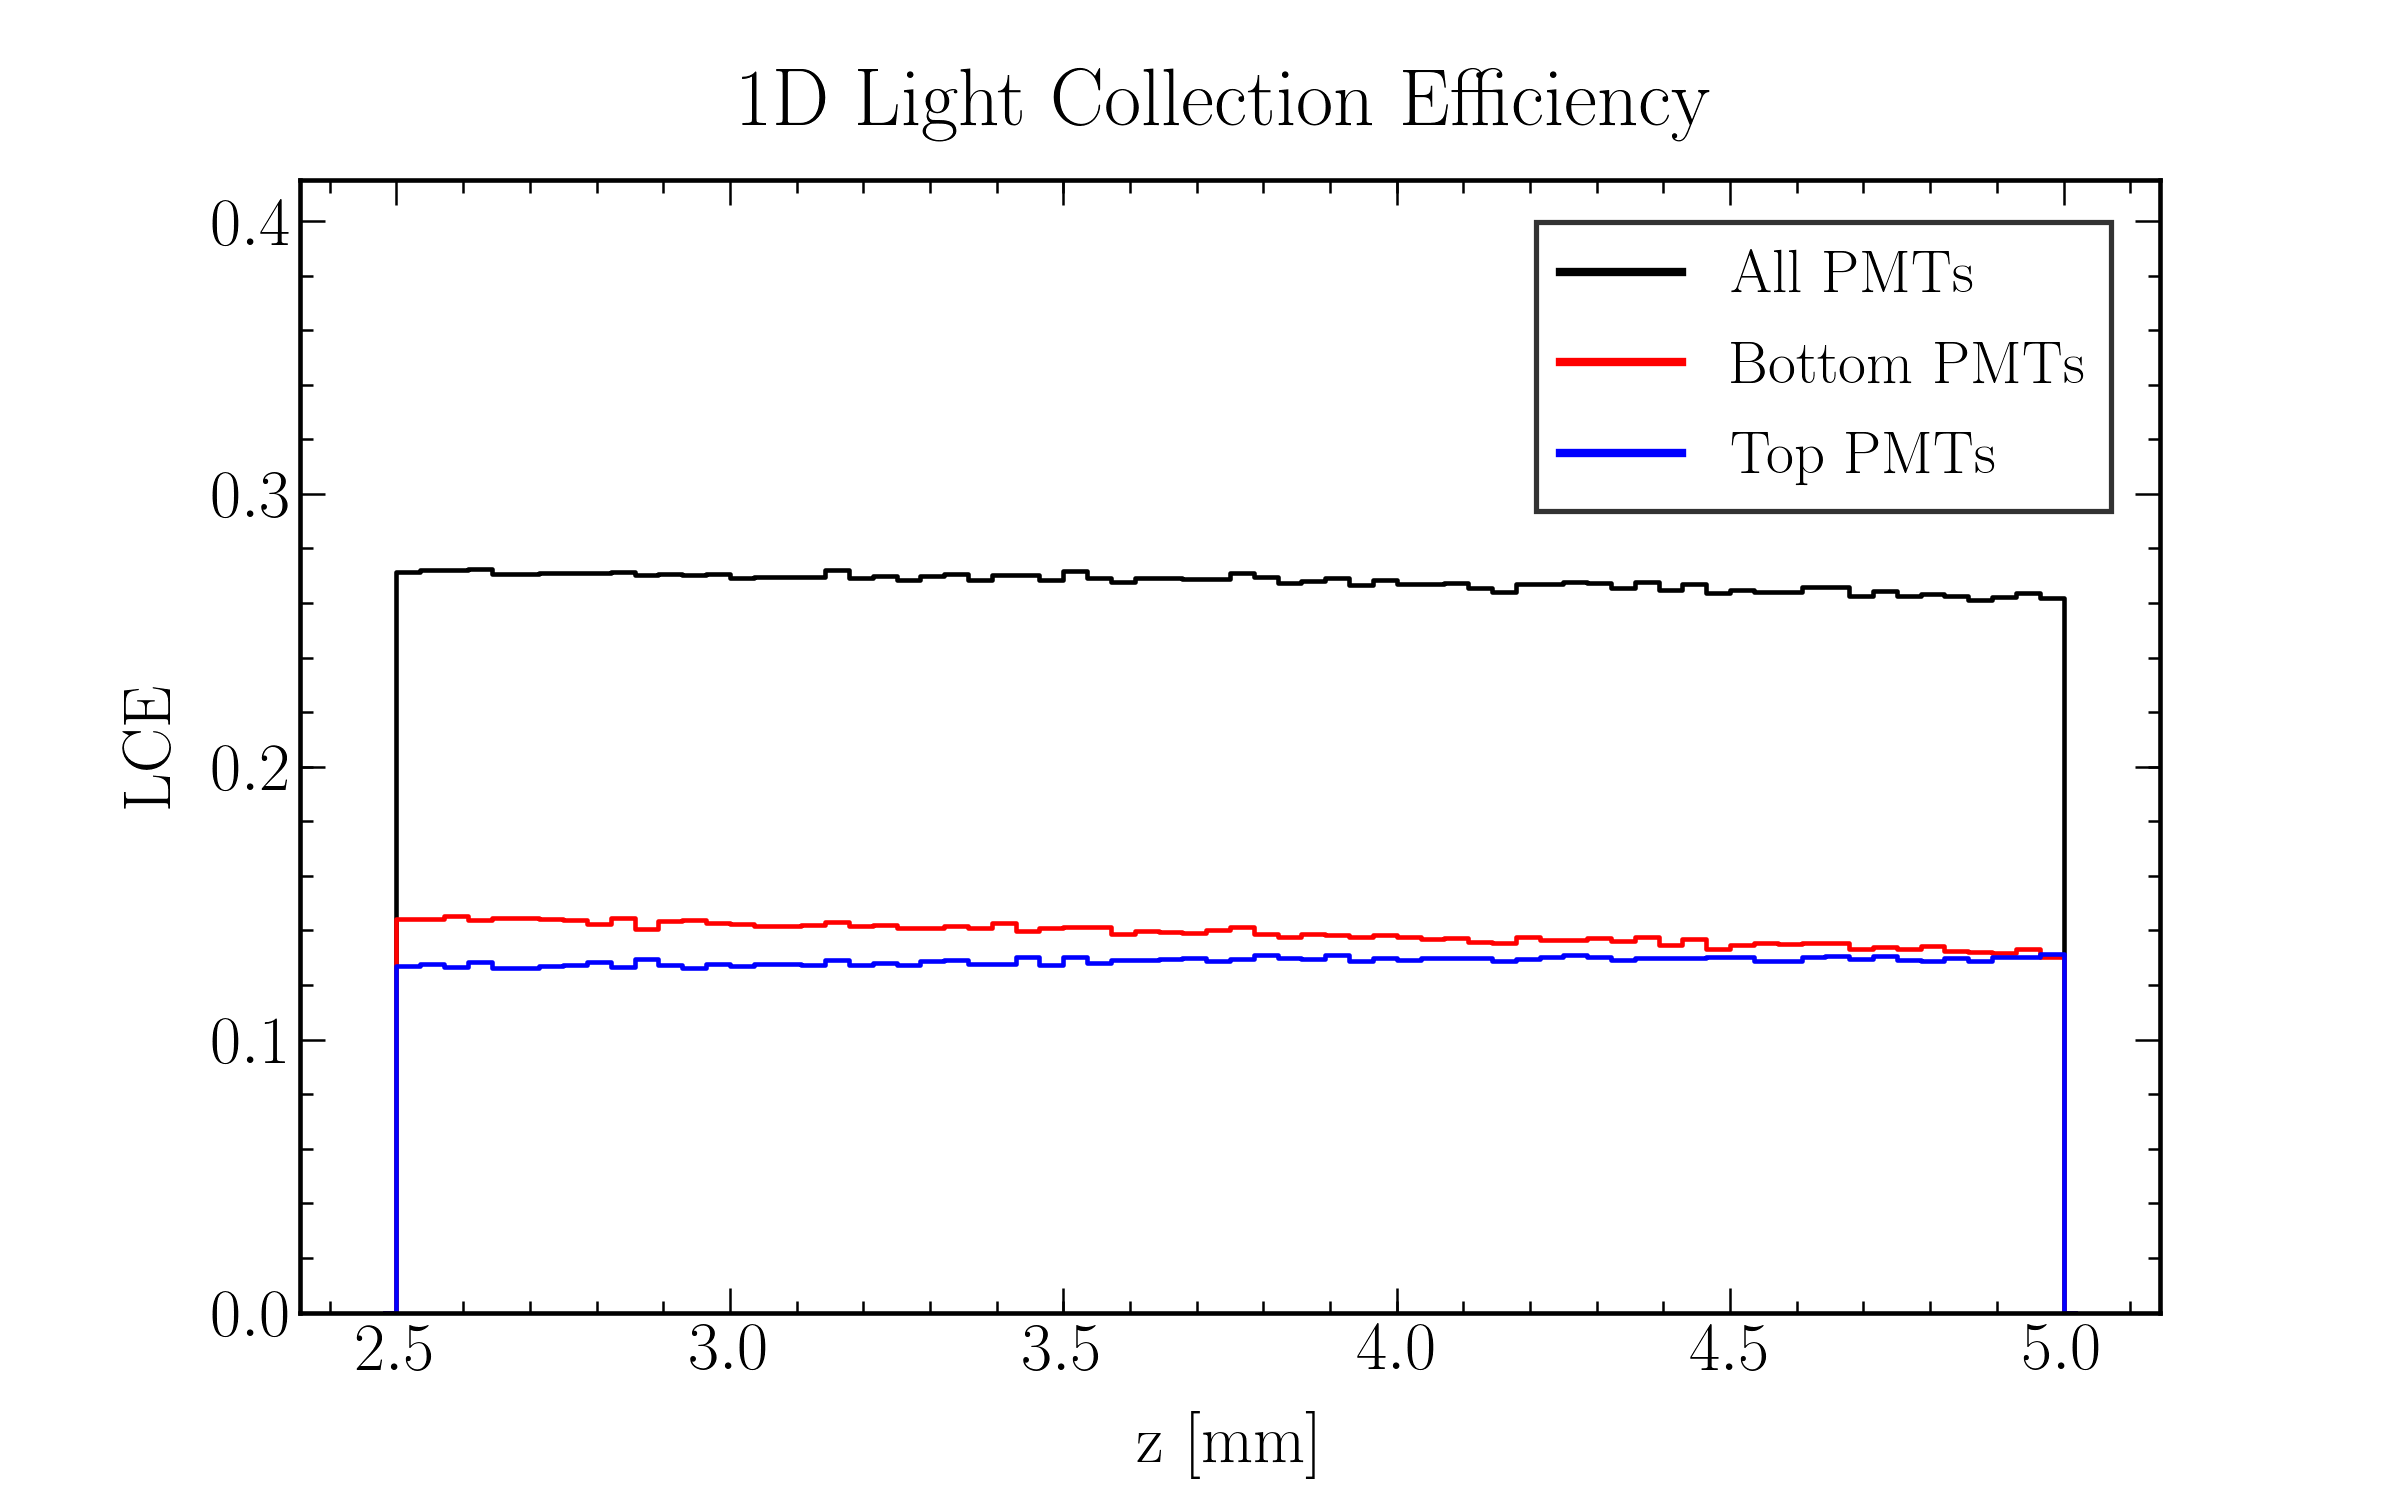 1D Light Collection Efficiency
0.4
0.3
0.2
0.1
0.0
LCE
All PMTs
Bottom PMTs
Top PMTs
2.5 3.0 3.5 4.0 4.5 5.0
z [mm]